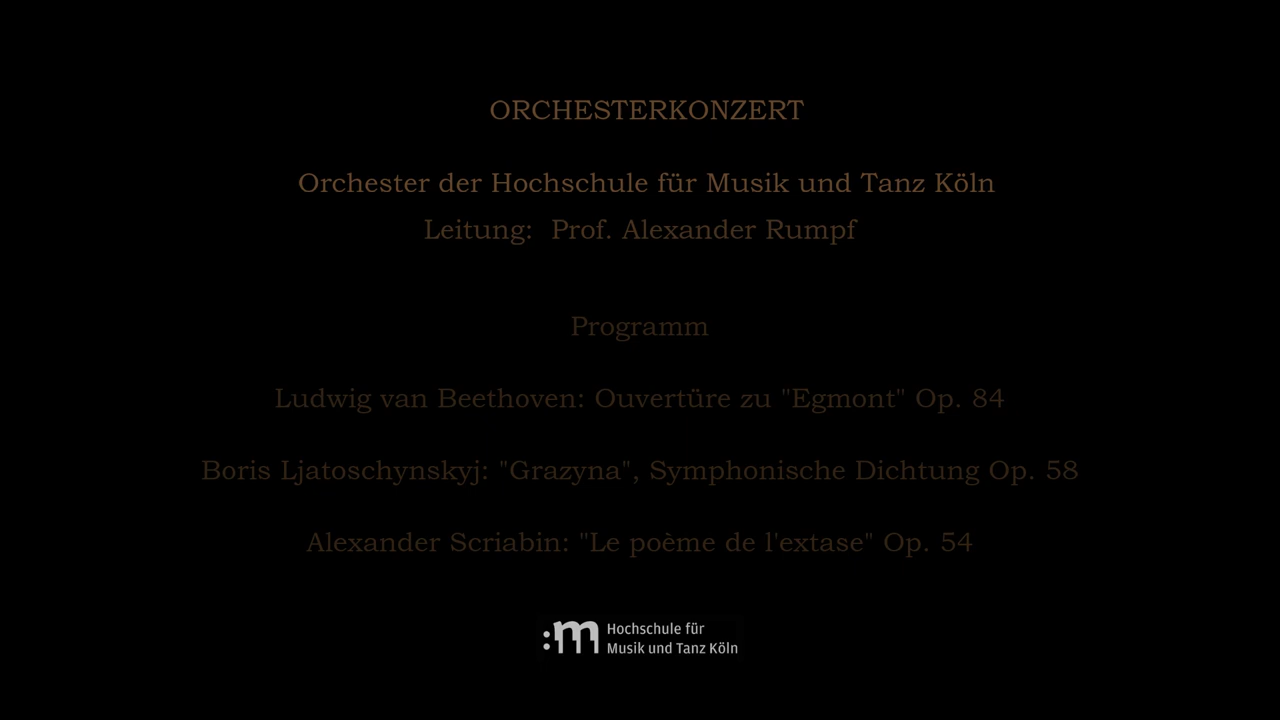 ORCHESTERKONZERT
Orchester der Hochschule für Musik und Tanz Köln
Leitung:  Prof. Alexander Rumpf
Programm
Ludwig van Beethoven: Ouvertüre zu "Egmont" Op. 84
Boris Ljatoschynskyj: "Grazyna", Symphonische Dichtung Op. 58
Alexander Scriabin: "Le poème de l'extase" Op. 54
:m
Hochschule für
Musik und Tanz Köln